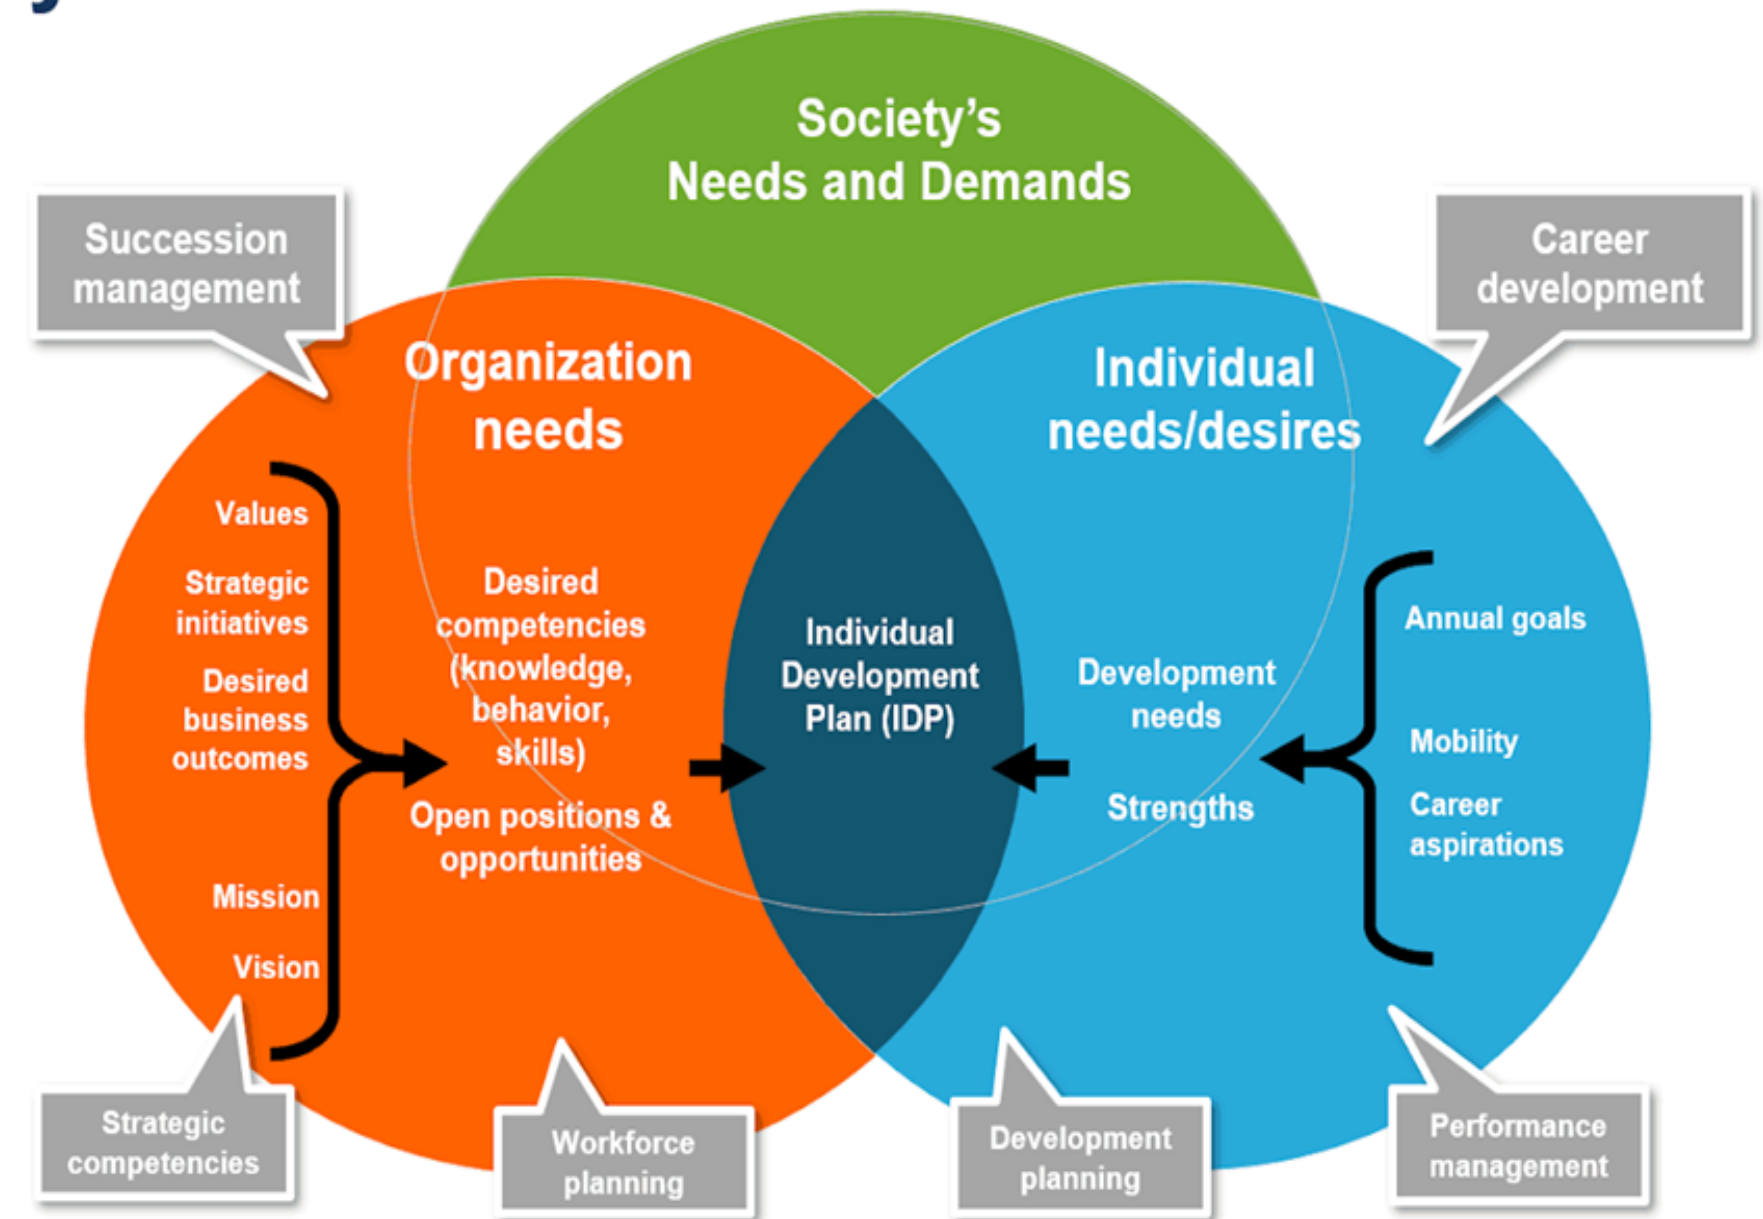 Society's
Needs and Demands
Succession
management
Career
development
Organization
needs
Individual
needs/desires
Values
Strategic
initiatives
Desired
business
outcomes
Mission
Vision
Desired
competencies
(knowledge,
behavior,
skills)
Open positions &
opportunities
Individual
Development
Plan (IDP)
Development
needs
Strengths
Annual goals
Mobility
Career
aspirations
Strategic
competencies
Workforce
planning
Development
planning
Performance
management